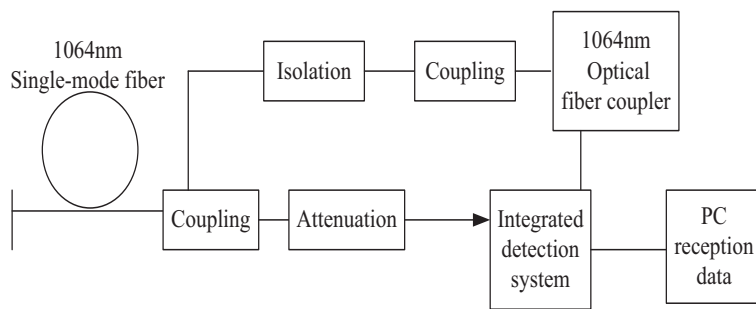 1064nm
Single-mode fiber
Isolation
Coupling
1064nm
Optical
fiber coupler
Coupling
Attenuation
Integrated
detection
system
PC
reception
data